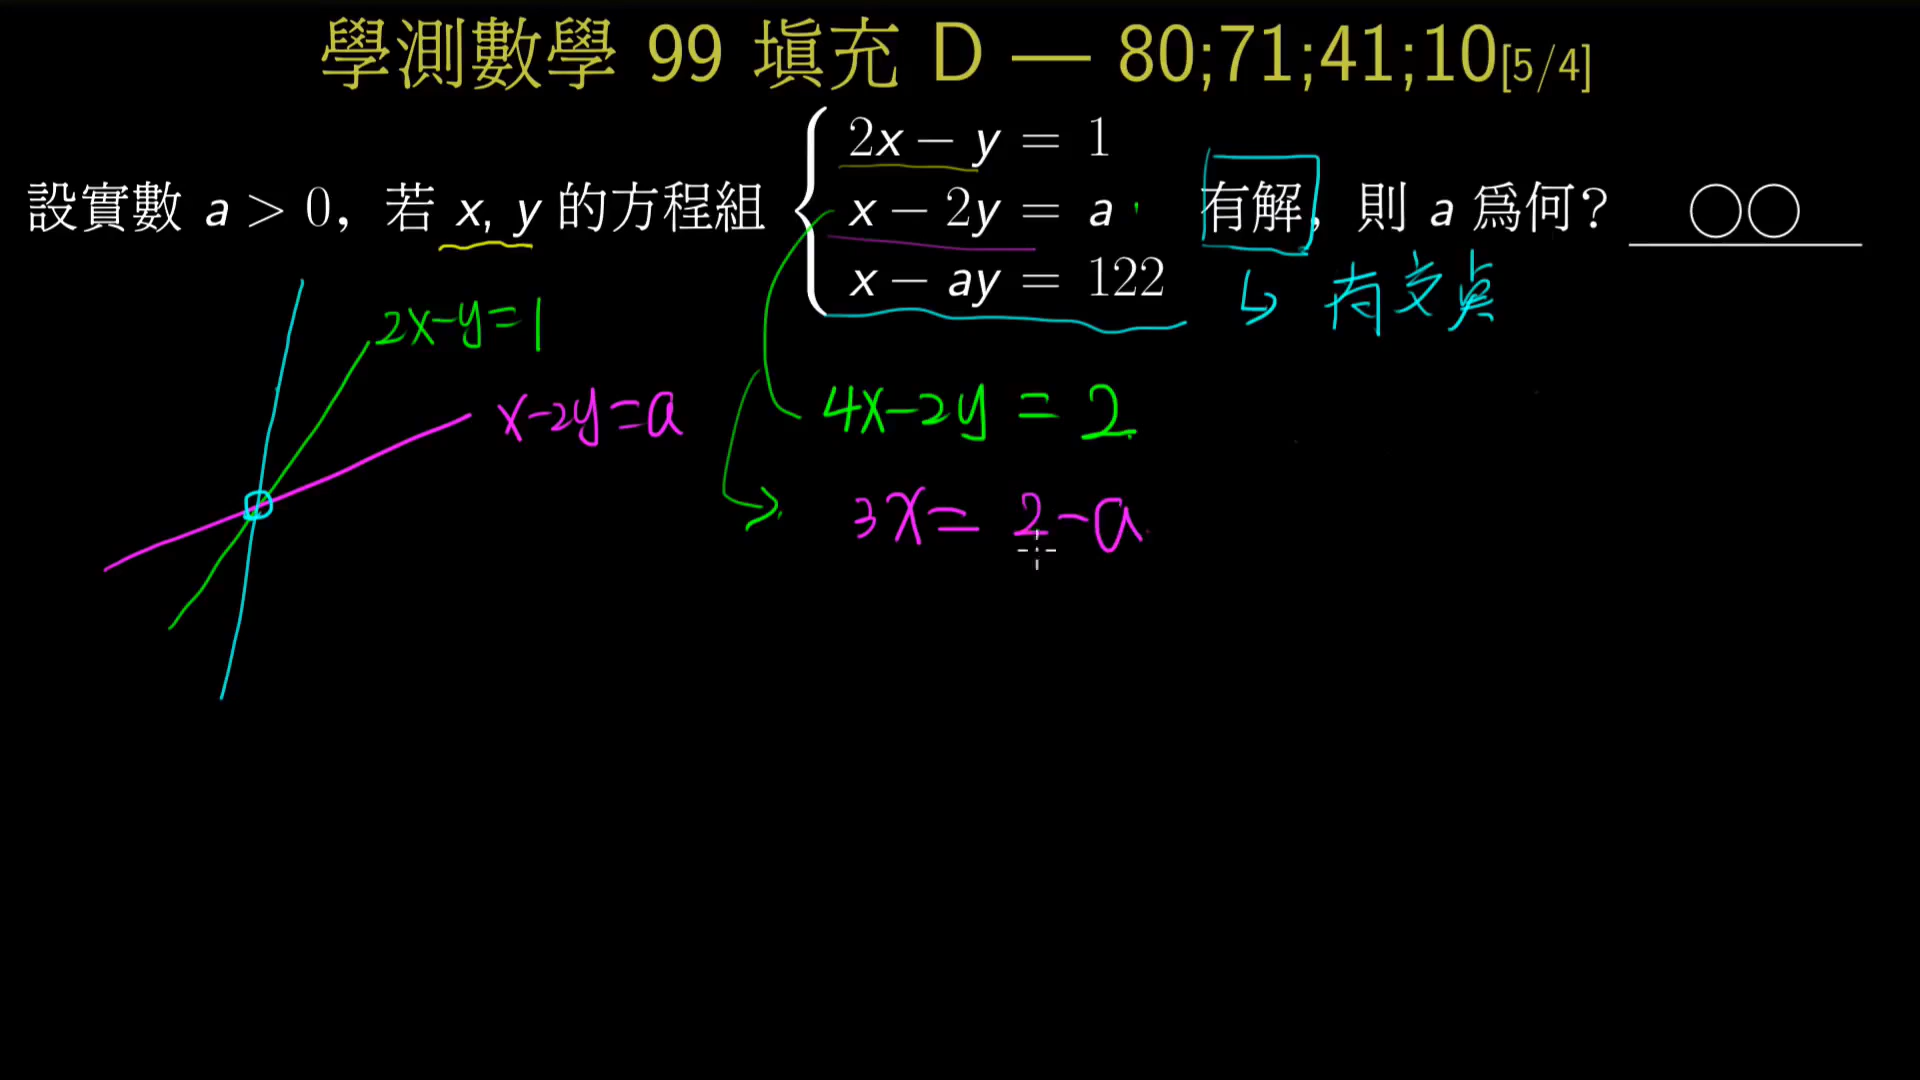 學測數學 99 塡充 D — 80;71;41;10[5/4]
設實數 a > 0，若 x, y 的方程組 { 2x − y = 1
x − 2y = a
x − ay = 122 有解，則 a 爲何？ ○○
有交点
2x-y=1
x-2y=a
4x-2y = 2
3x = 2-a